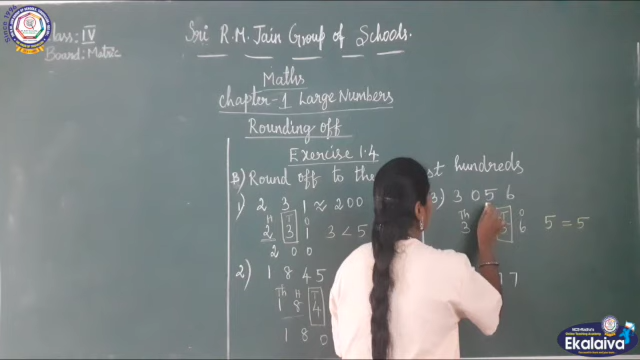 Class: IV
Board: Metric
Sri R.M. Jain Group of Schools.
Maths
Chapter-1 Large Numbers
Rounding off
Exercise 1.4
B) Round off to the hundreds
1) 2 3 1 ≈ 200
H T O
2 3 1 3 < 5
2 0 0
2) 1 8 4 5
Th H T
1 8 4
1 8 0
3) 3 0 5 6
Th T O
3 5 6 5 = 5
7
Ekalaiva